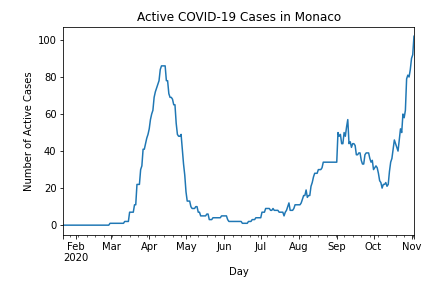 Active COVID-19 Cases in Monaco
100
80
60
40
20
0
Number of Active Cases
Feb Mar Apr May Jun Jul Aug Sep Oct Nov
2020
Day